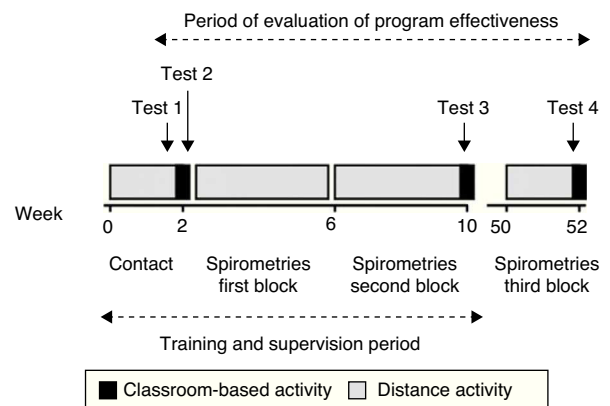 Period of evaluation of program effectiveness
Test 2
Test 1
Test 3
Test 4
Week
0
2
6
10
50
52
Contact
Spirometries
first block
Spirometries
second block
Spirometries
third block
Training and supervision period
Classroom-based activity
Distance activity